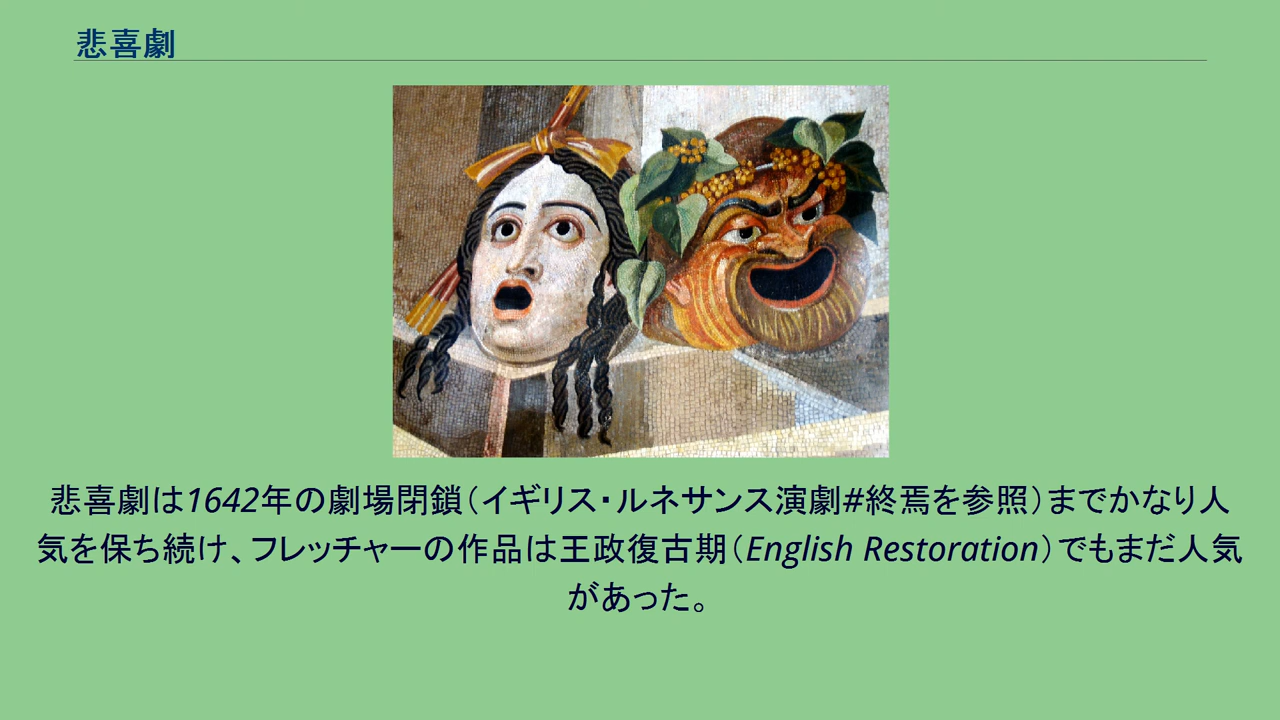 悲喜劇
悲喜劇は1642年の劇場閉鎖（イギリス・ルネサンス演劇#終焉を参照）までかなり人
気を保ち続け、フレッチャーの作品は王政復古期（English Restoration）でもまだ人気
があった。